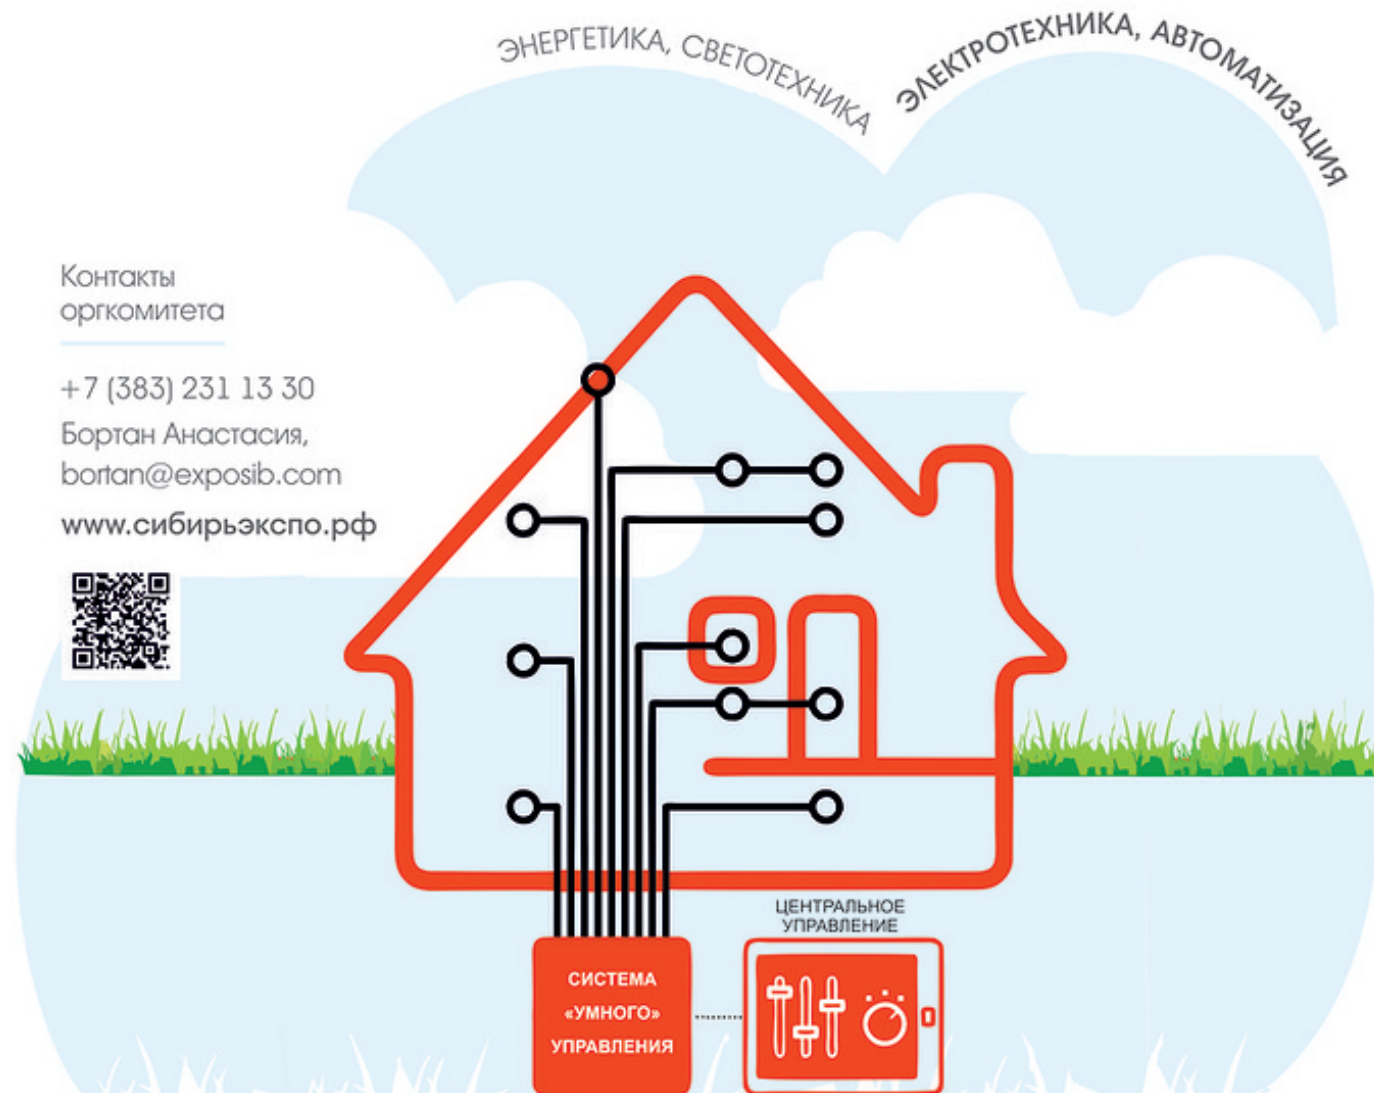 ЭНЕРГЕТИКА, СВЕТОТЕХНИКА
ЭЛЕКТРОТЕХНИКА, АВТОМАТИЗАЦИЯ
Контакты
оргкомитета
+7 (383) 231 13 30
Бортан Анастасия,
bortan@exposib.com
www.сибирьэкспо.рф
ЦЕНТРАЛЬНОЕ
УПРАВЛЕНИЕ
СИСТЕМА
«УМНОГО»
УПРАВЛЕНИЯ